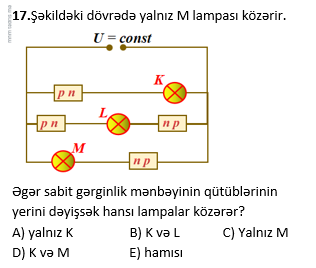 17.Şəkildəki dövrədə yalnız M lampası közərir.
U = const
K
p n
L
p n
n p
M
n p
Əgər sabit gərginlik mənbəyinin qütüblərinin
yerini dəyişsək hansı lampalar közərər?
A) yalnız K B) K və L C) Yalnız M
D) K və M E) hamısı